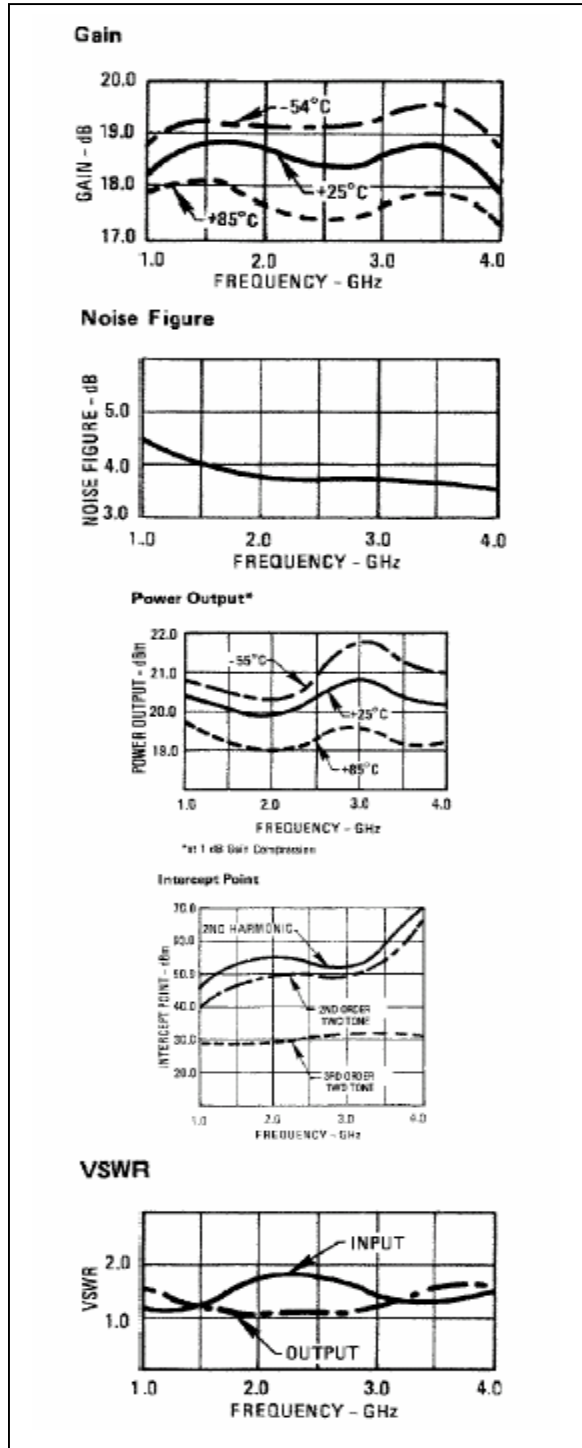 Gain
20.0
-54°C
19.0
GAIN - dB
18.0
+25°C
+85°C
17.0
1.0 2.0 3.0 4.0
FREQUENCY - GHz
Noise Figure
NOISE FIGURE - dB
5.0
4.0
3.0
1.0 2.0 3.0 4.0
FREQUENCY - GHz
Power Output*
22.0
-55°C
21.0
POWER OUTPUT - dBm
20.0
+25°C
19.0
+85°C
1.0 2.0 3.0 4.0
FREQUENCY - GHz
*at 1 dB Gain Compression
Intercept Point
70.0
2ND HARMONIC
60.0
INTERCEPT POINT - dBm
50.0
2ND ORDER
TWO TONE
40.0
30.0
3RD ORDER
TWO TONE
20.0
1.0 2.0 3.0 4.0
FREQUENCY - GHz
VSWR
INPUT
2.0
VSWR
1.0
OUTPUT
1.0 2.0 3.0 4.0
FREQUENCY - GHz